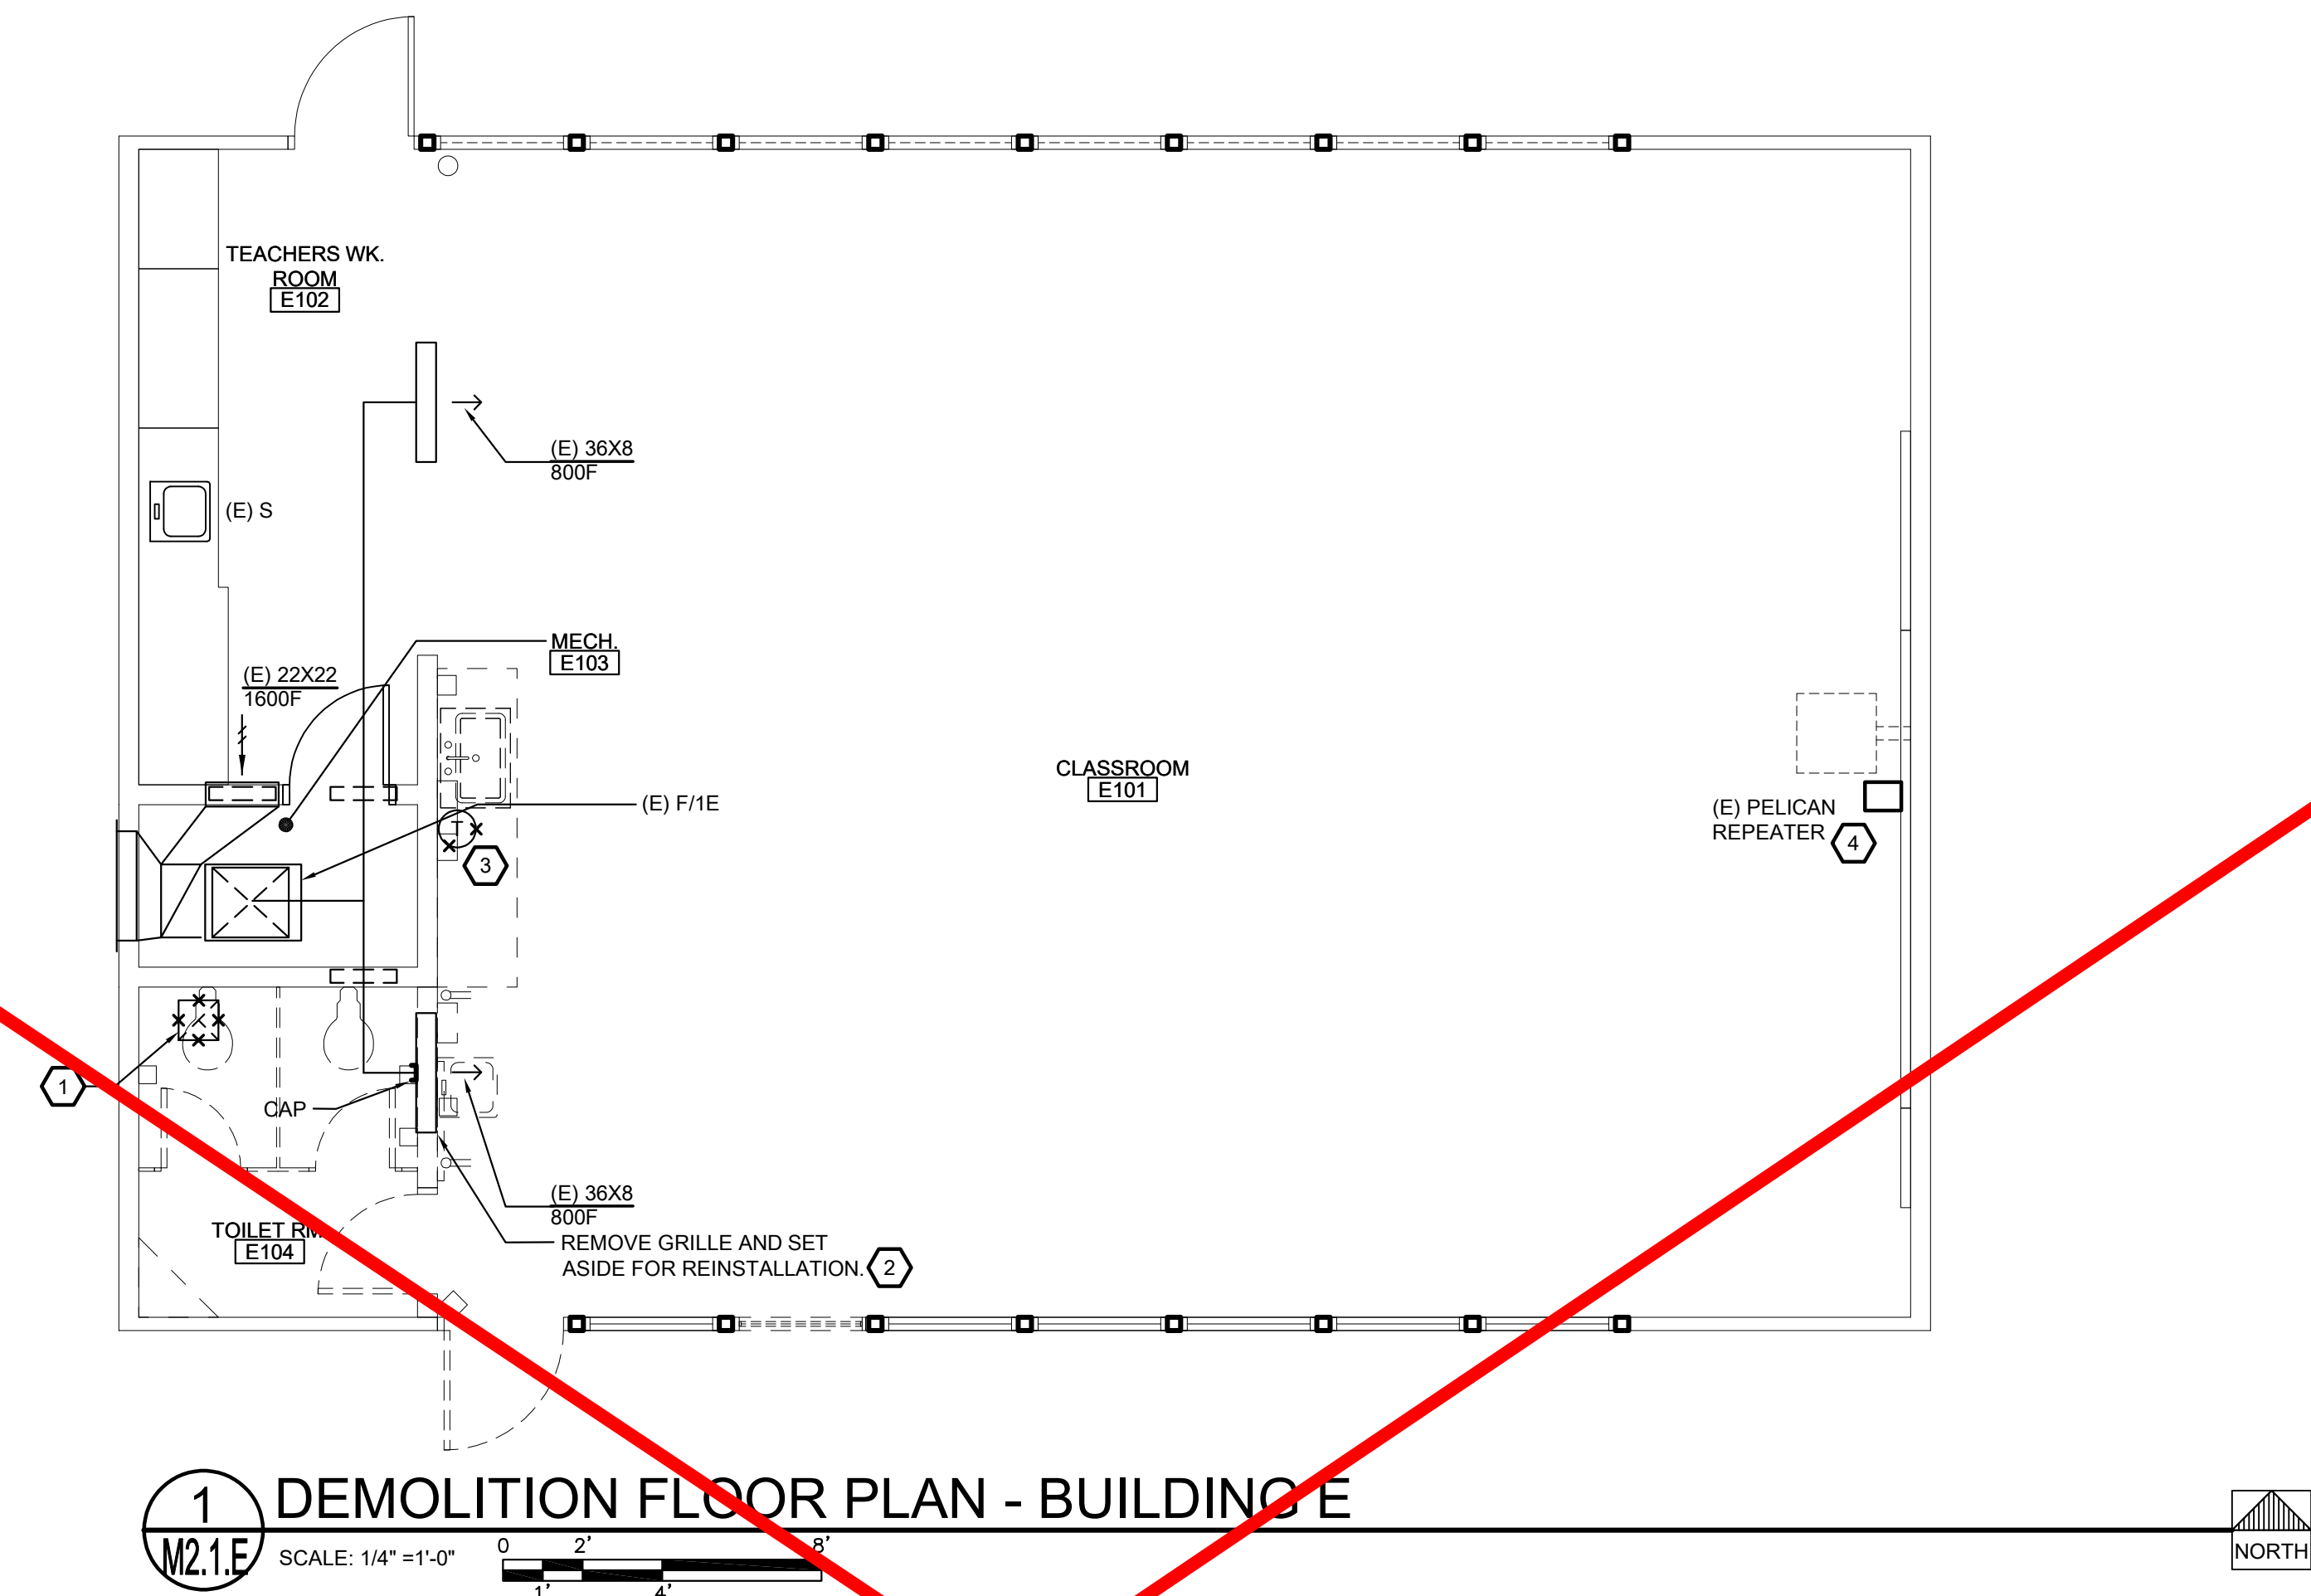 TEACHERS WK.
ROOM
E102
(E) 36X8
800F
(E) S
MECH.
E103
(E) 22X22
1600F
CLASSROOM
E101
(E) F/1E
T
3
(E) PELICAN
REPEATER
4
1
CAP
(E) 36X8
800F
TOILET RM.
E104
REMOVE GRILLE AND SET
ASIDE FOR REINSTALLATION.
2
1
M2.1.E
DEMOLITION FLOOR PLAN - BUILDING E
SCALE: 1/4" =1'-0"
0 2' 8'
1' 4'
NORTH